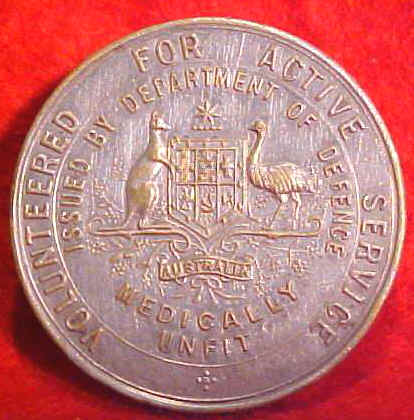 VOLUNTEERED FOR ACTIVE SERVICE
ISSUED BY DEPARTMENT OF DEFENCE
AUSTRALIA
MEDICALLY
UNFIT